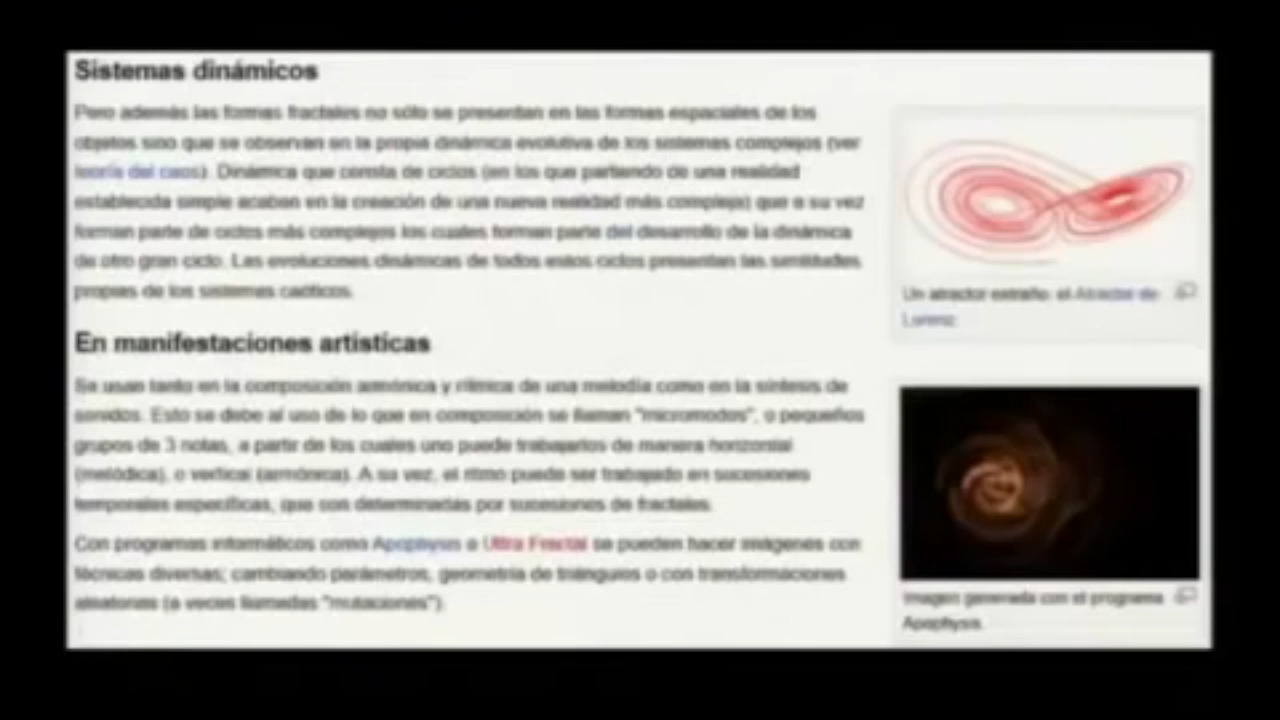 Sistemas dinámicos
Pero además las formas fractales no sólo se presentan en las formas espaciales de los
objetos sino que se observan en la propia dinámica evolutiva de los sistemas complejos (ver
teoría del caos). Dinámica que consta de ciclos (en los que partiendo de una realidad
establecida simple acaban en la creación de una nueva realidad más compleja) que a su vez
forman parte de ciclos más complejos los cuales forman parte del desarrollo de la dinámica
de otro gran ciclo. Las evoluciones dinámicas de todos estos ciclos presentan las similitudes
propias de los sistemas caóticos.
Un atractor extraño: el Atractor de
Lorenz.
En manifestaciones artísticas
Se usan tanto en la composición armónica y rítmica de una melodía como en la síntesis de
sonidos. Esto se debe al uso de lo que en composición se llaman "micromodos", o pequeños
grupos de 3 notas, a partir de los cuales uno puede trabajarlos de manera horizontal
(melódica), o vertical (armónica). A su vez, el ritmo puede ser trabajado en sucesiones
temporales específicas, que son determinadas por sucesiones de fractales.
Con programas informáticos como Apophysis o Ultra Fractal se pueden hacer imágenes con
técnicas diversas; cambiando parámetros, geometría de triángulos o con transformaciones
aleatorias (a veces llamadas "mutaciones").
Imagen generada con el programa
Apophysis.